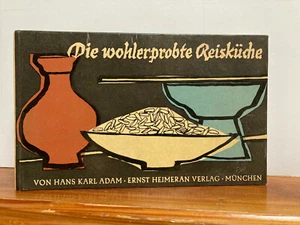 Die wohlerprobte Reisküche
VON HANS KARL ADAM · ERNST HEIMERAN VERLAG · MÜNCHEN